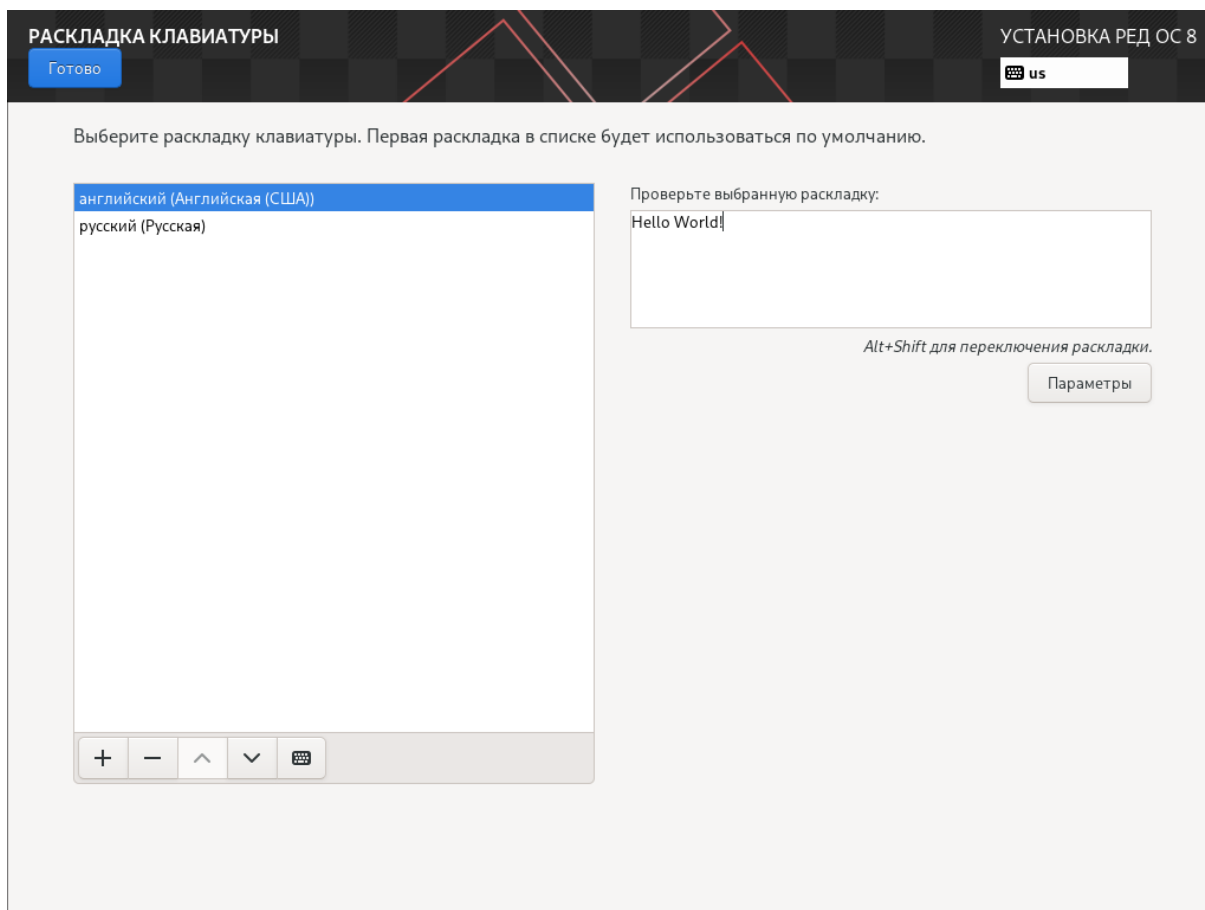 РАСКЛАДКА КЛАВИАТУРЫ
УСТАНОВКА РЕД ОС 8
Готово
us
Выберите раскладку клавиатуры. Первая раскладка в списке будет использоваться по умолчанию.
английский (Английская (США))
русский (Русская)
Проверьте выбранную раскладку:
Hello World!
Alt+Shift для переключения раскладки.
Параметры